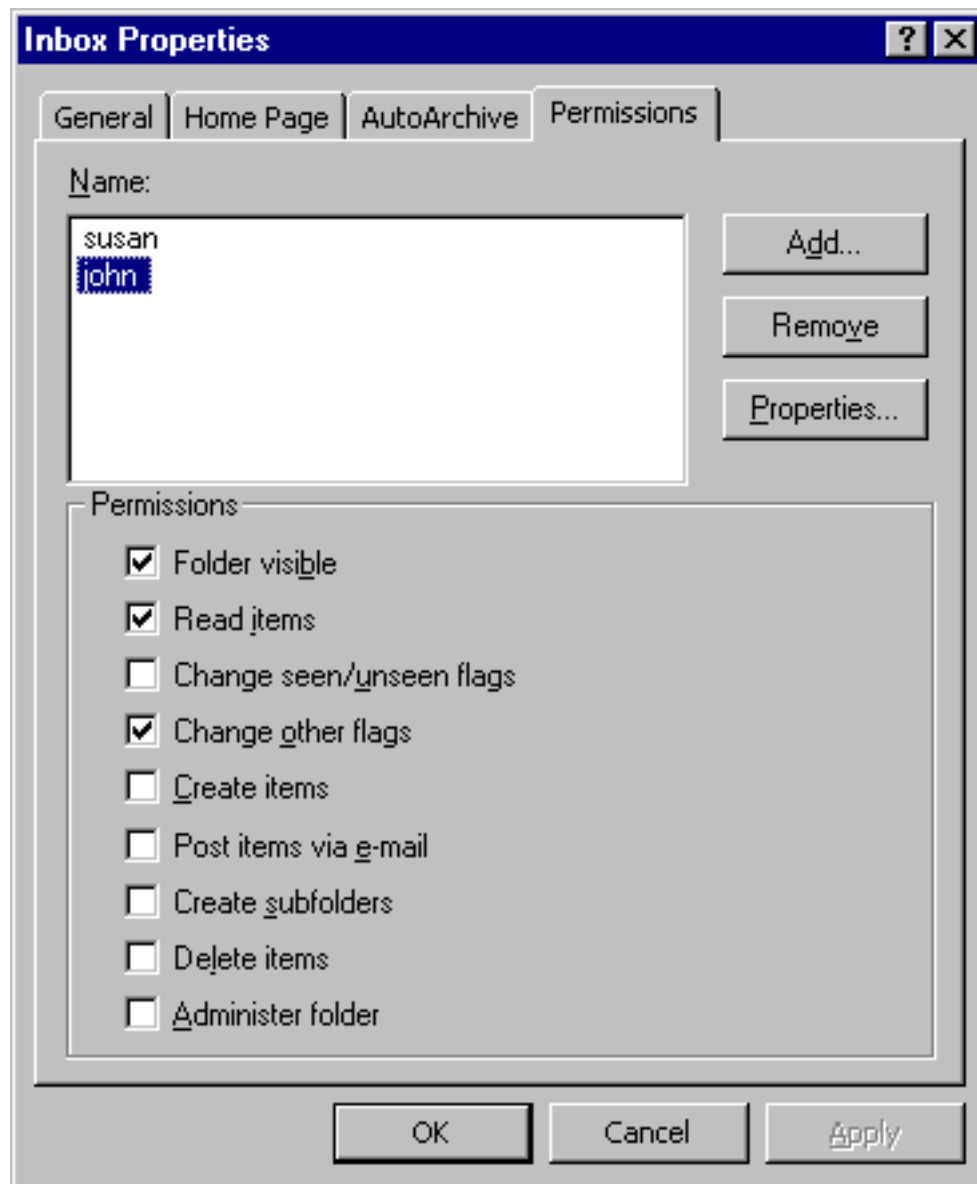 Inbox Properties
General Home Page AutoArchive Permissions
Name:
susan
john
Add...
Remove
Properties...
Permissions
Folder visible
Read items
Change seen/unseen flags
Change other flags
Create items
Post items via e-mail
Create subfolders
Delete items
Administer folder
OK Cancel Apply